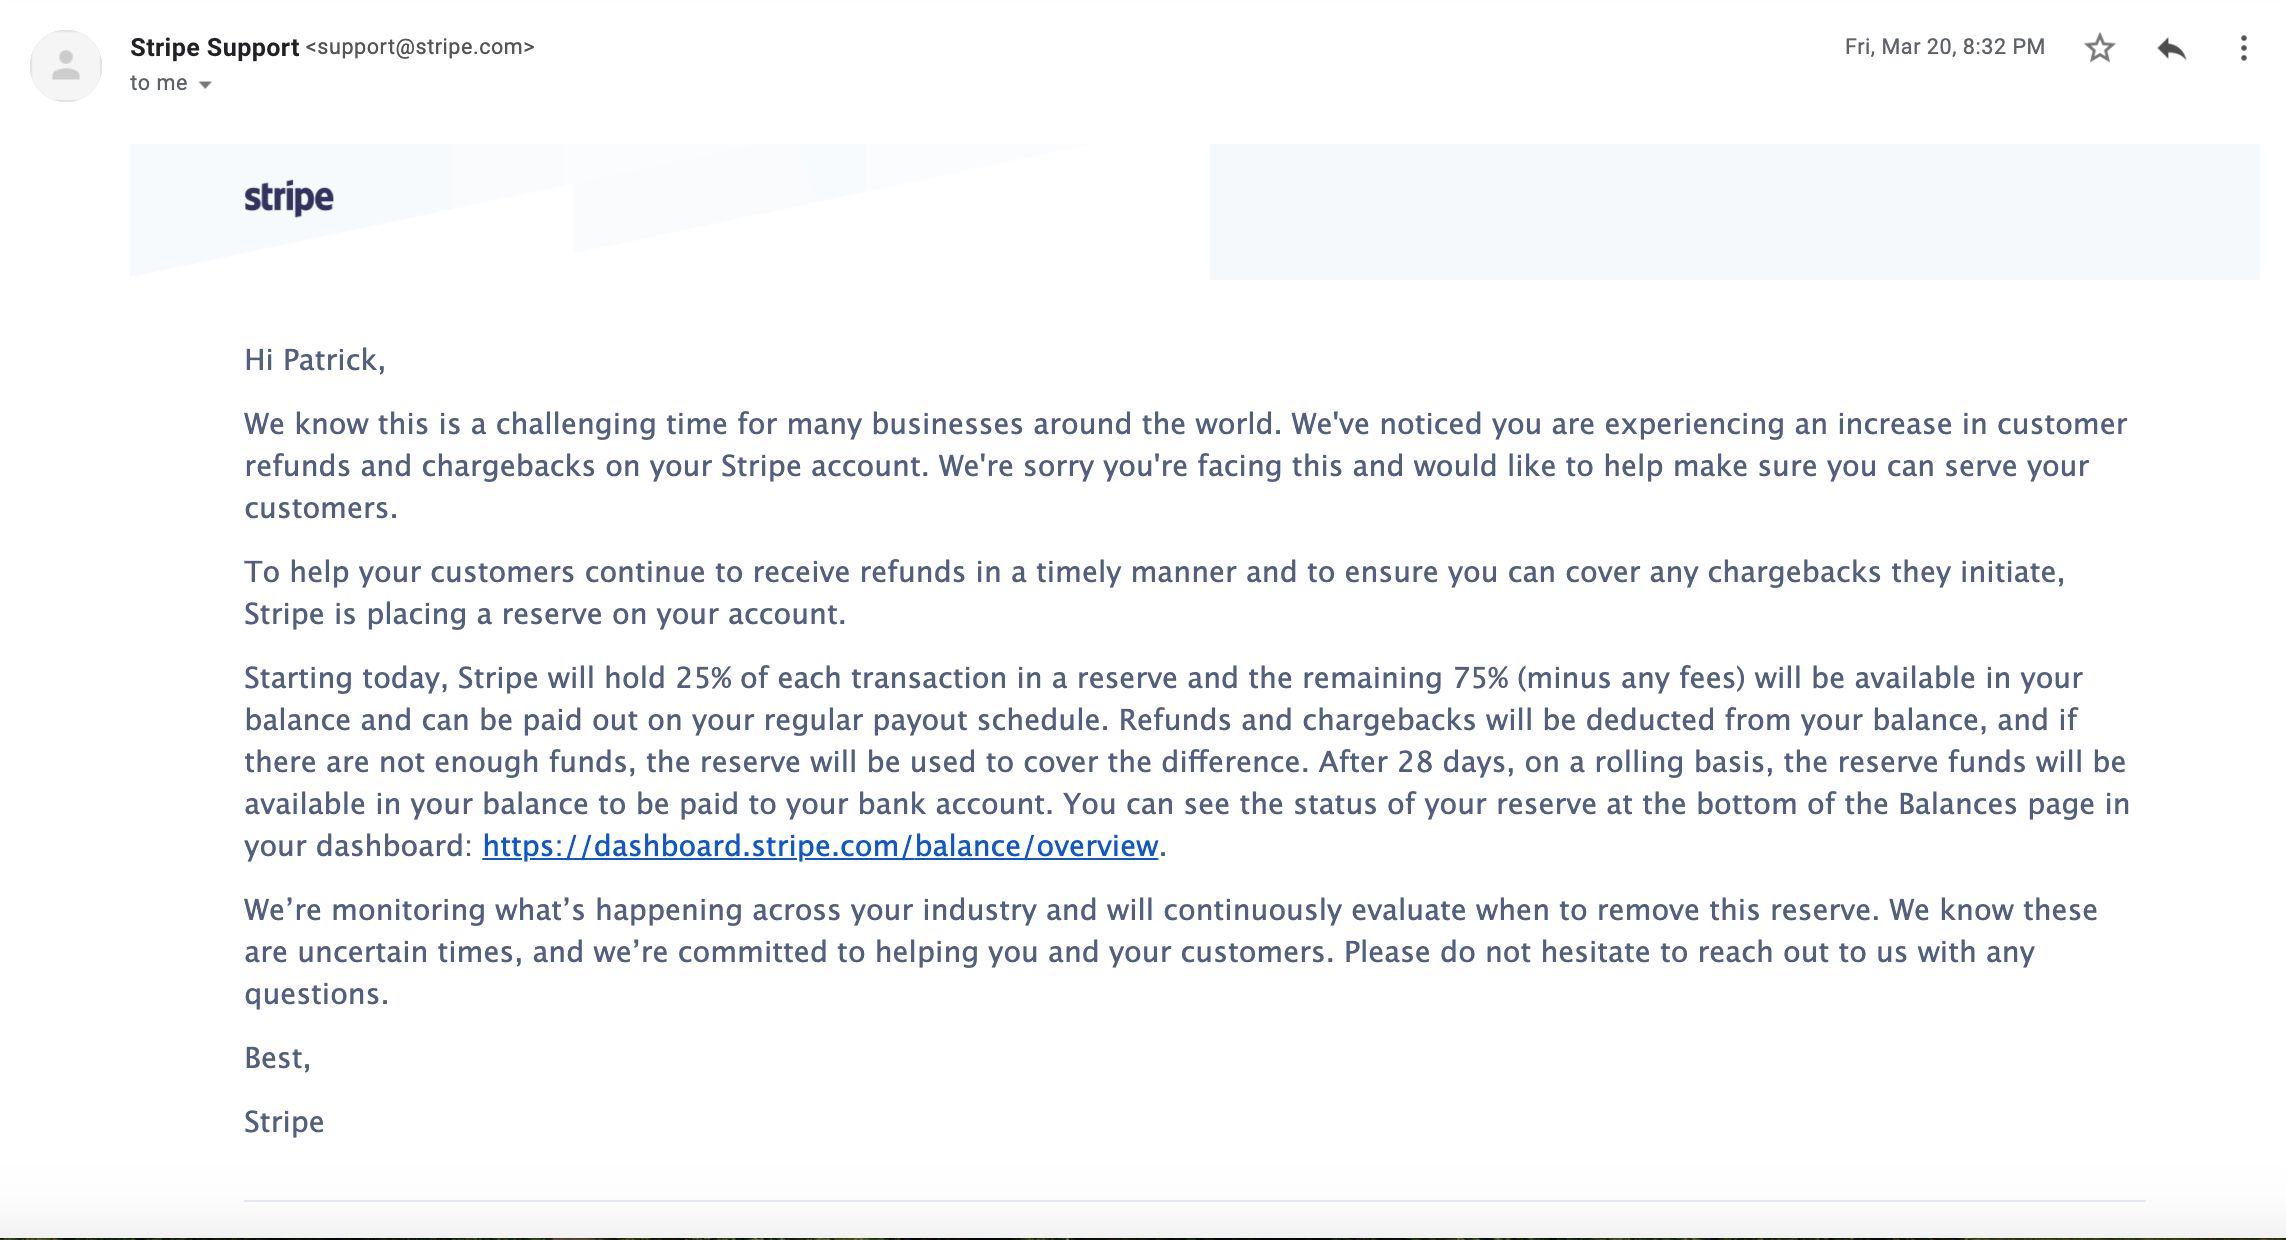 Stripe Support <support@stripe.com>
Fri, Mar 20, 8:32 PM
to me
stripe
Hi Patrick,
We know this is a challenging time for many businesses around the world. We've noticed you are experiencing an increase in customer
refunds and chargebacks on your Stripe account. We're sorry you're facing this and would like to help make sure you can serve your
customers.
To help your customers continue to receive refunds in a timely manner and to ensure you can cover any chargebacks they initiate,
Stripe is placing a reserve on your account.
Starting today, Stripe will hold 25% of each transaction in a reserve and the remaining 75% (minus any fees) will be available in your
balance and can be paid out on your regular payout schedule. Refunds and chargebacks will be deducted from your balance, and if
there are not enough funds, the reserve will be used to cover the difference. After 28 days, on a rolling basis, the reserve funds will be
available in your balance to be paid to your bank account. You can see the status of your reserve at the bottom of the Balances page in
your dashboard: https://dashboard.stripe.com/balance/overview.
We’re monitoring what’s happening across your industry and will continuously evaluate when to remove this reserve. We know these
are uncertain times, and we’re committed to helping you and your customers. Please do not hesitate to reach out to us with any
questions.
Best,
Stripe